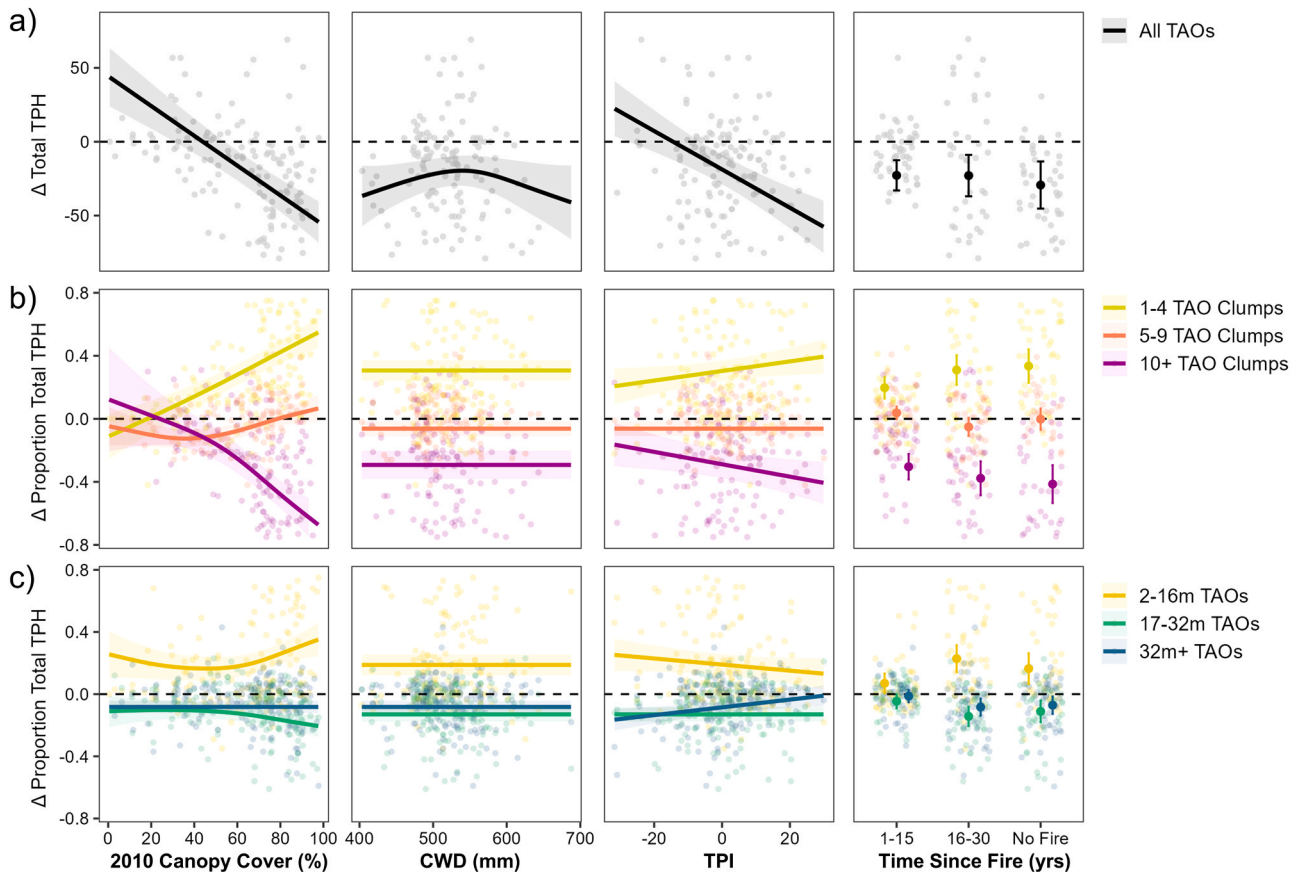 a)
Δ Total TPH
50
0
-50
All TAOs
b)
Δ Proportion Total TPH
0.8
0.4
0.0
-0.4
-0.8
1-4 TAO Clumps
5-9 TAO Clumps
10+ TAO Clumps
c)
Δ Proportion Total TPH
0.8
0.4
0.0
-0.4
-0.8
2-16m TAOs
17-32m TAOs
32m+ TAOs
0 20 40 60 80 100
400 500 600 700
-20 0 20
1-15 16-30 No Fire
2010 Canopy Cover (%)
CWD (mm)
TPI
Time Since Fire (yrs)